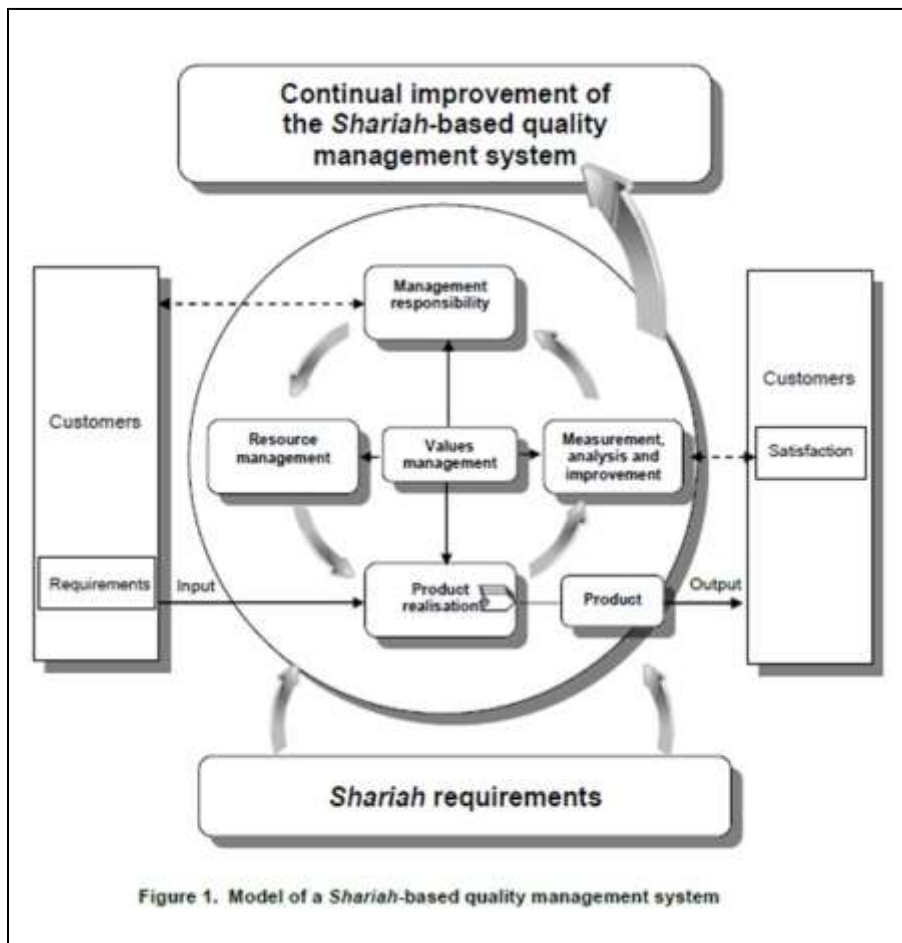 Continual improvement of
the Shariah-based quality
management system
Management
responsibility
Customers
Resource
management
Values
management
Measurement,
analysis and
improvement
Customers
Satisfaction
Requirements
Input
Product
realisation
Product
Output
Shariah requirements
Figure 1. Model of a Shariah-based quality management system